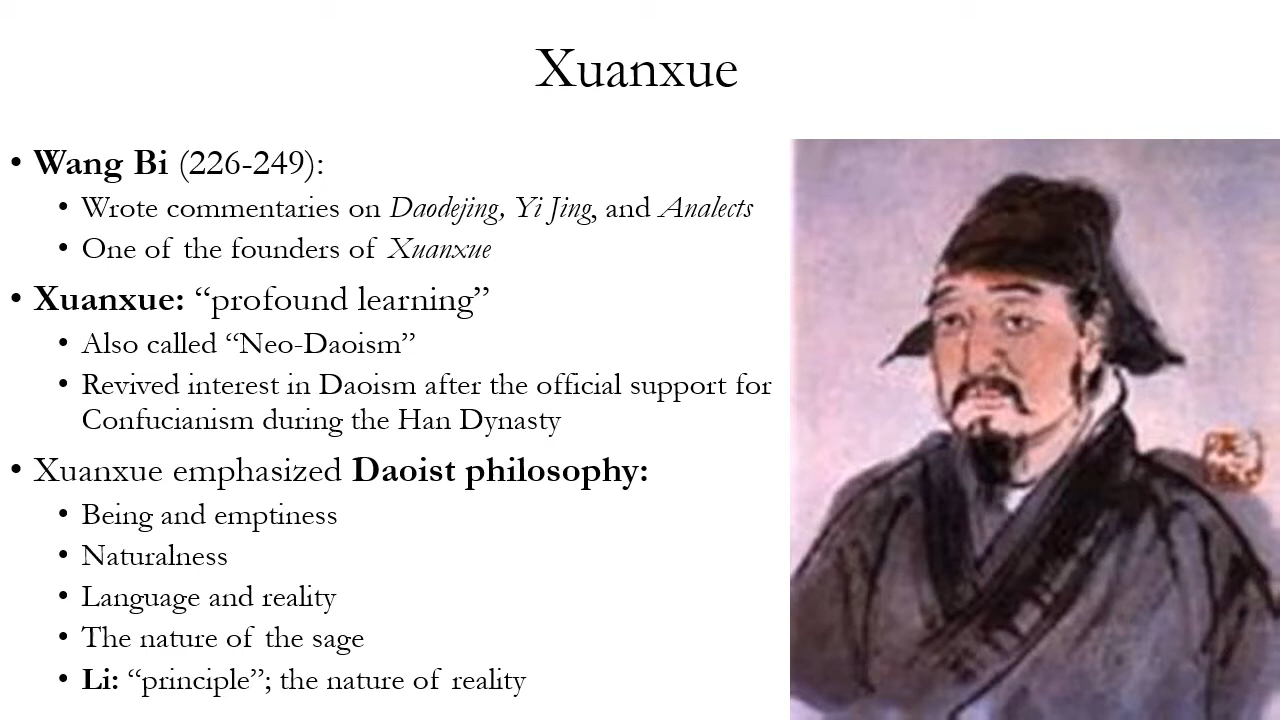 Xuanxue
• Wang Bi (226-249):
• Wrote commentaries on Daodejing, Yi Jing, and Analects
• One of the founders of Xuanxue
• Xuanxue: “profound learning”
• Also called “Neo-Daoism”
• Revived interest in Daoism after the official support for
Confucianism during the Han Dynasty
• Xuanxue emphasized Daoist philosophy:
• Being and emptiness
• Naturalness
• Language and reality
• The nature of the sage
• Li: “principle”; the nature of reality